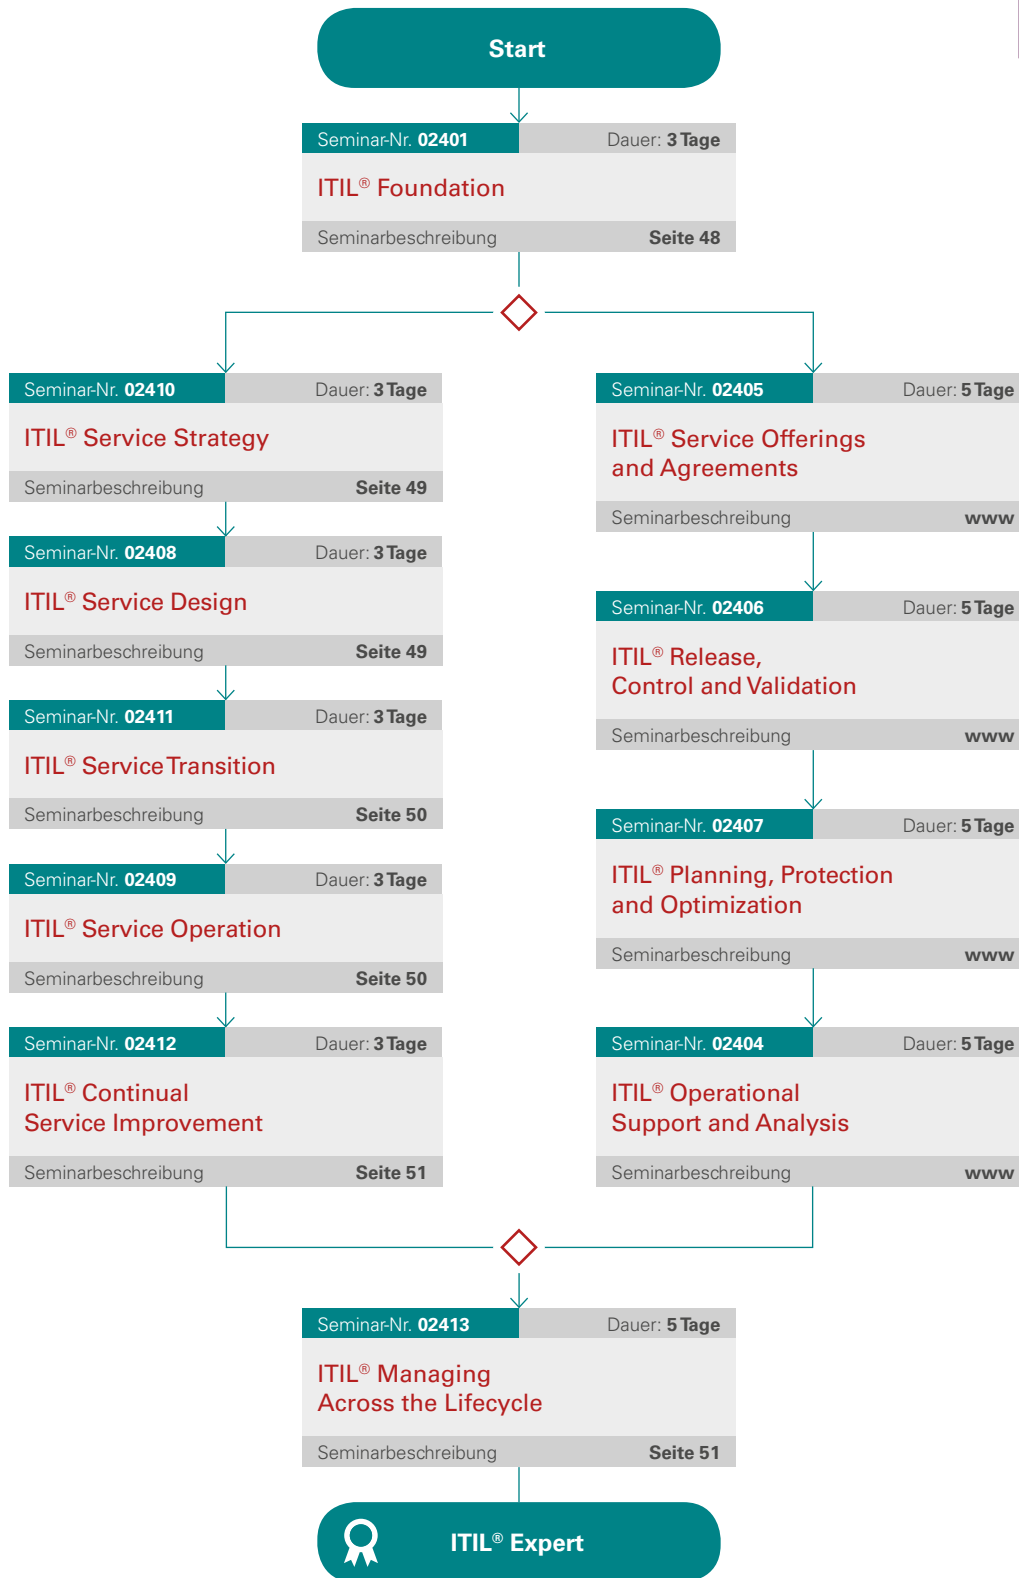 Start
Seminar-Nr. 02401 Dauer: 3 Tage
ITIL® Foundation
Seminarbeschreibung Seite 48
Seminar-Nr. 02410 Dauer: 3 Tage
ITIL® Service Strategy
Seminarbeschreibung Seite 49
Seminar-Nr. 02408 Dauer: 3 Tage
ITIL® Service Design
Seminarbeschreibung Seite 49
Seminar-Nr. 02411 Dauer: 3 Tage
ITIL® Service Transition
Seminarbeschreibung Seite 50
Seminar-Nr. 02409 Dauer: 3 Tage
ITIL® Service Operation
Seminarbeschreibung Seite 50
Seminar-Nr. 02412 Dauer: 3 Tage
ITIL® Continual
Service Improvement
Seminarbeschreibung Seite 51
Seminar-Nr. 02405 Dauer: 5 Tage
ITIL® Service Offerings
and Agreements
Seminarbeschreibung www
Seminar-Nr. 02406 Dauer: 5 Tage
ITIL® Release,
Control and Validation
Seminarbeschreibung www
Seminar-Nr. 02407 Dauer: 5 Tage
ITIL® Planning, Protection
and Optimization
Seminarbeschreibung www
Seminar-Nr. 02404 Dauer: 5 Tage
ITIL® Operational
Support and Analysis
Seminarbeschreibung www
Seminar-Nr. 02413 Dauer: 5 Tage
ITIL® Managing
Across the Lifecycle
Seminarbeschreibung Seite 51
ITIL® Expert